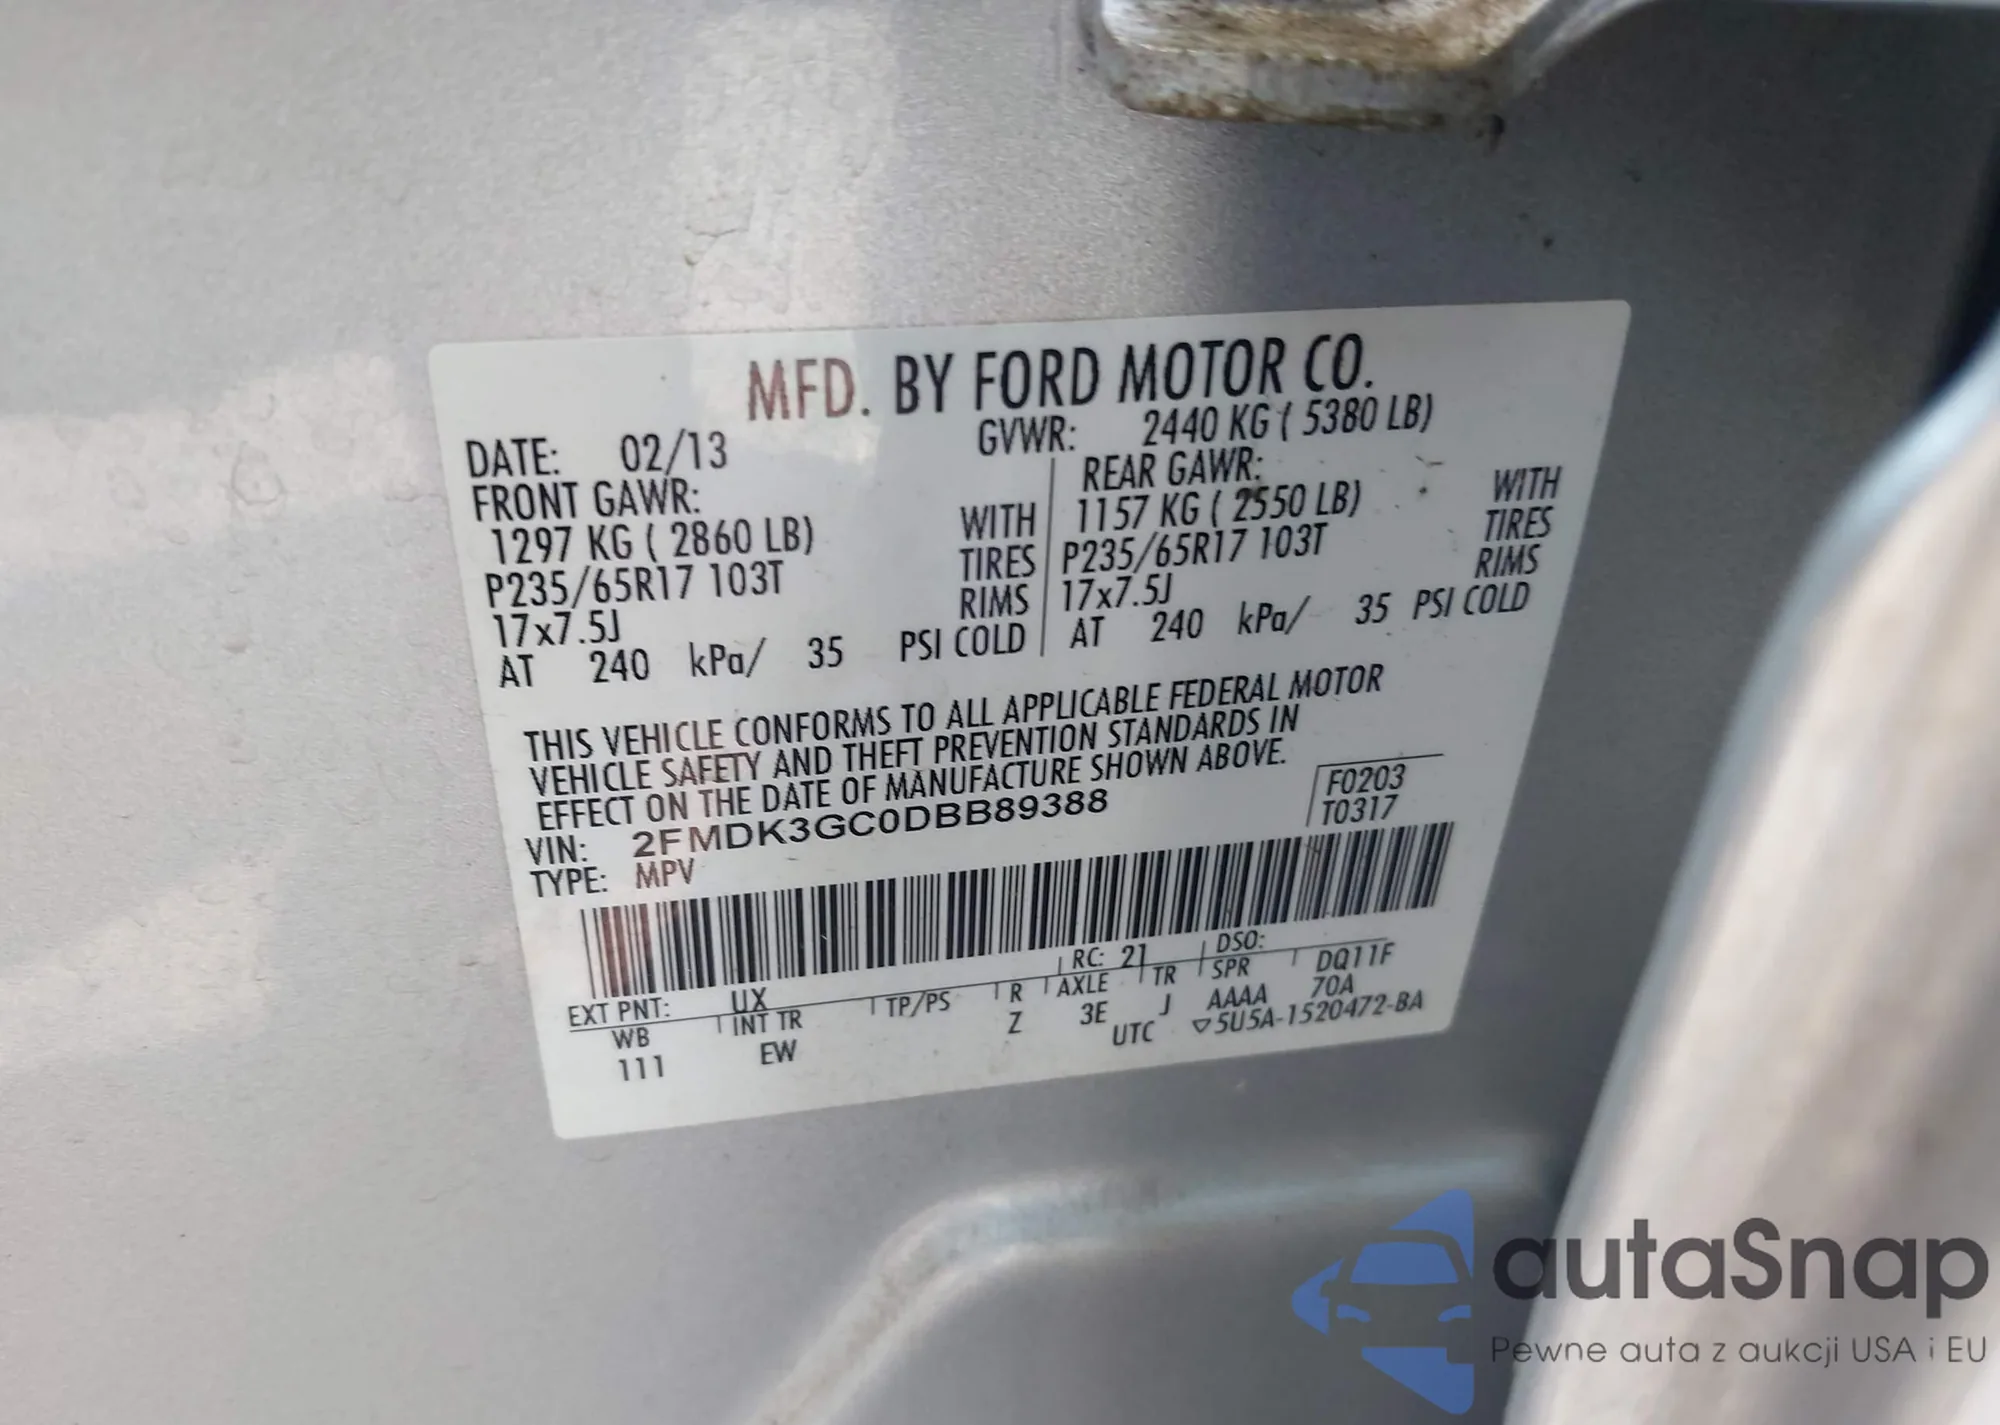 MFD. BY FORD MOTOR CO.
DATE: 02/13 GVWR: 2440 KG ( 5380 LB)
FRONT GAWR: REAR GAWR:
1297 KG ( 2860 LB) WITH 1157 KG ( 2550 LB) WITH
P235/65R17 103T TIRES P235/65R17 103T TIRES
17x7.5J RIMS 17x7.5J RIMS
AT 240 kPa/ 35 PSI COLD AT 240 kPa/ 35 PSI COLD
THIS VEHICLE CONFORMS TO ALL APPLICABLE FEDERAL MOTOR
VEHICLE SAFETY AND THEFT PREVENTION STANDARDS IN
EFFECT ON THE DATE OF MANUFACTURE SHOWN ABOVE.
VIN: 2FMDK3GC0DBB89388 F0203
TYPE: MPV T0317
EXT PNT: UX RC: 21 DSO:
WB INT TR TP/PS R AXLE TR SPR DQ11F
111 EW Z 3E J AAAA 70A
UTC ▽5U5A-1520472-BA
autaSnap
Pewne auta z aukcji USA i EU